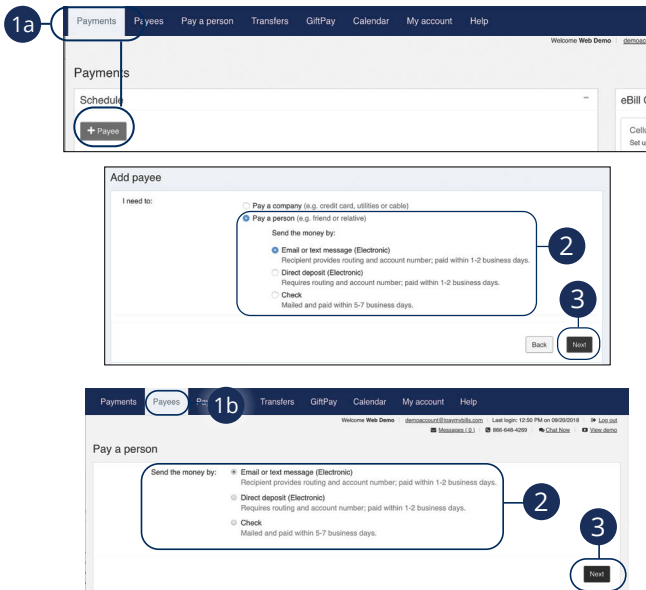 1a
Payments Payees Pay a person Transfers GiftPay Calendar My account Help
Welcome Web Demo
Payments
Schedule
–
eBill
+ Payee
Set u
Add payee
I need to:
Pay a company (e.g. credit card, utilities or cable)
Pay a person (e.g. friend or relative)
Send the money by:
Email or text message (Electronic)
Recipient provides routing and account number; paid within 1-2 business days.
Direct deposit (Electronic)
Requires routing and account number; paid within 1-2 business days.
Check
Mailed and paid within 5-7 business days.
2
3
Back Next
Payments Payees 1b Transfers GiftPay Calendar My account Help
Welcome Web Demo demoaccount@ipaymybills.com Last login: 12:50 PM on 09/20/2018 Log out
Messages ( 0 ) 866-648-4269 Chat Now View demo
Pay a person
Send the money by: Email or text message (Electronic)
Recipient provides routing and account number; paid within 1-2 business days.
Direct deposit (Electronic)
Requires routing and account number; paid within 1-2 business days.
Check
Mailed and paid within 5-7 business days.
2
3
Next